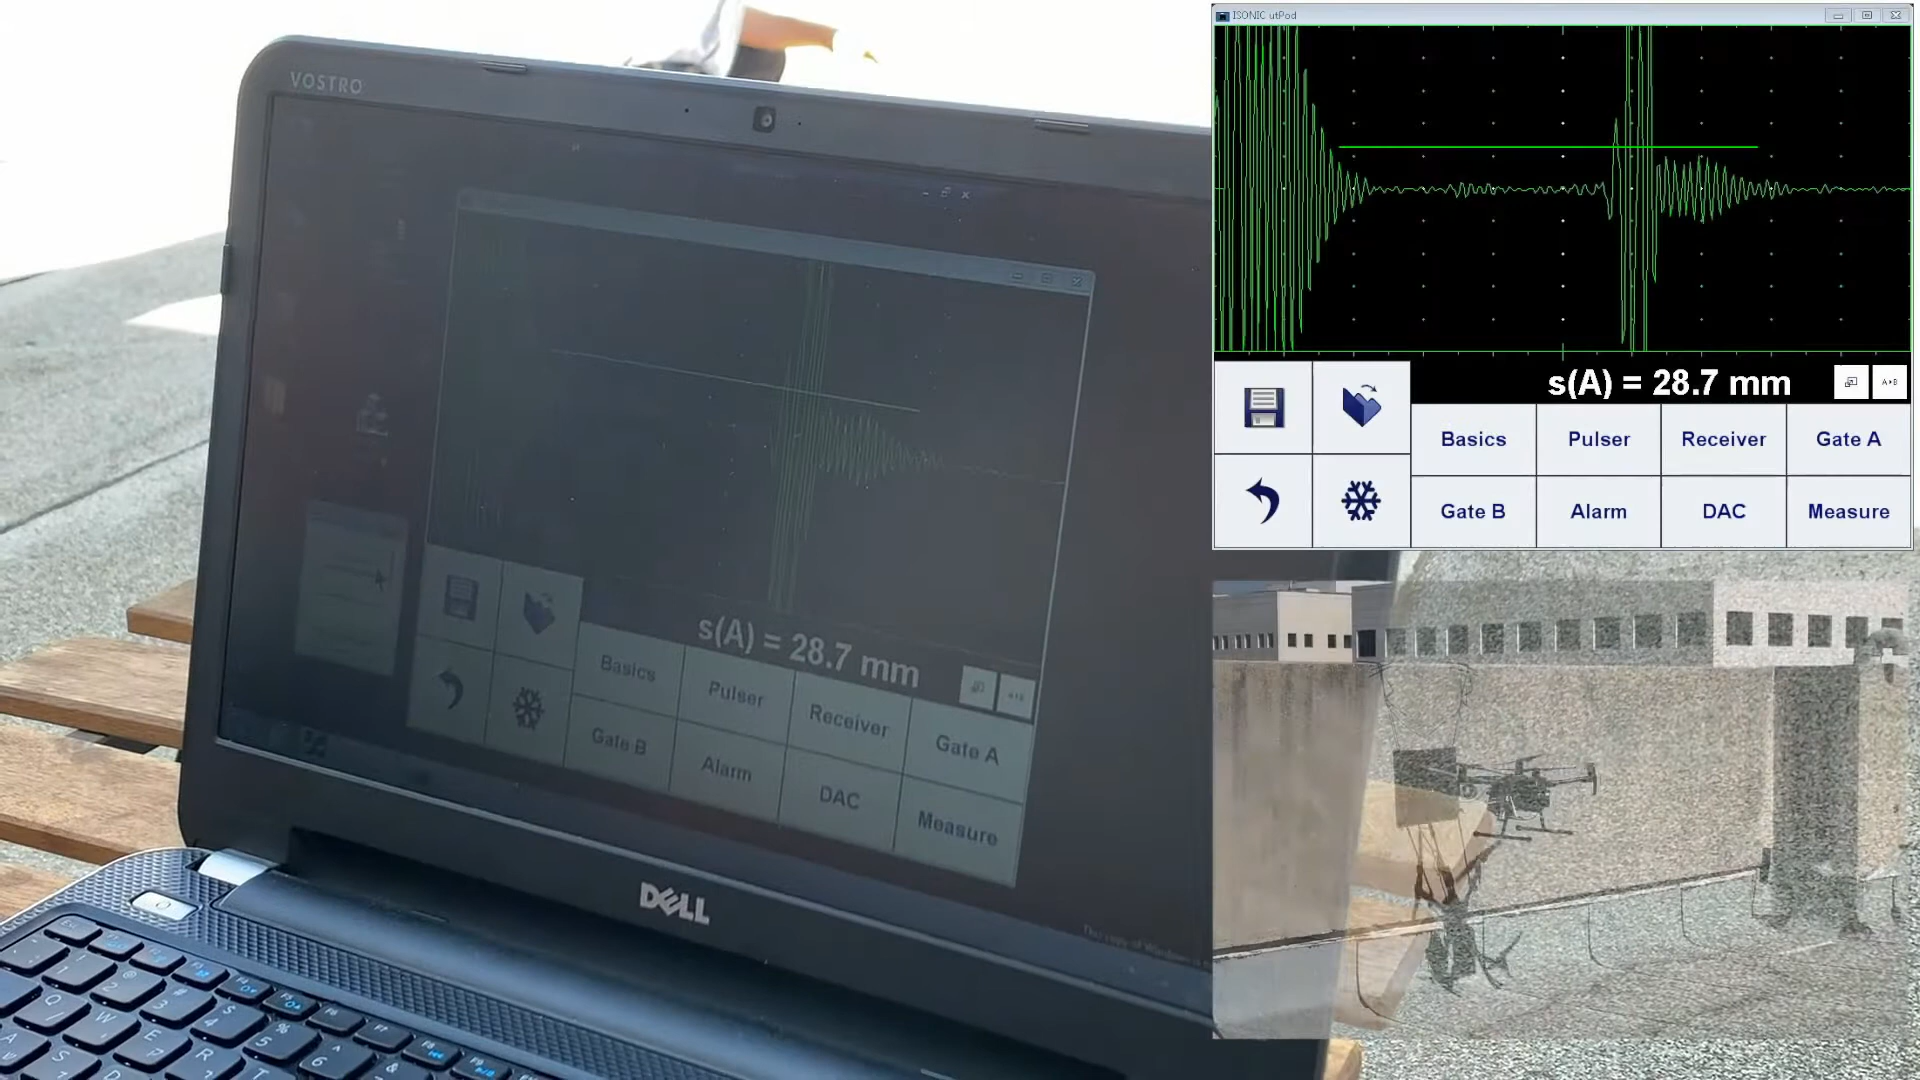 VOSTRO
s(A) = 28.7 mm
Basics
Pulser
Receiver
Gate A
Gate B
Alarm
DAC
Measure
DELL
ISONIC utPod
s(A) = 28.7 mm
A▸B
Basics
Pulser
Receiver
Gate A
Gate B
Alarm
DAC
Measure